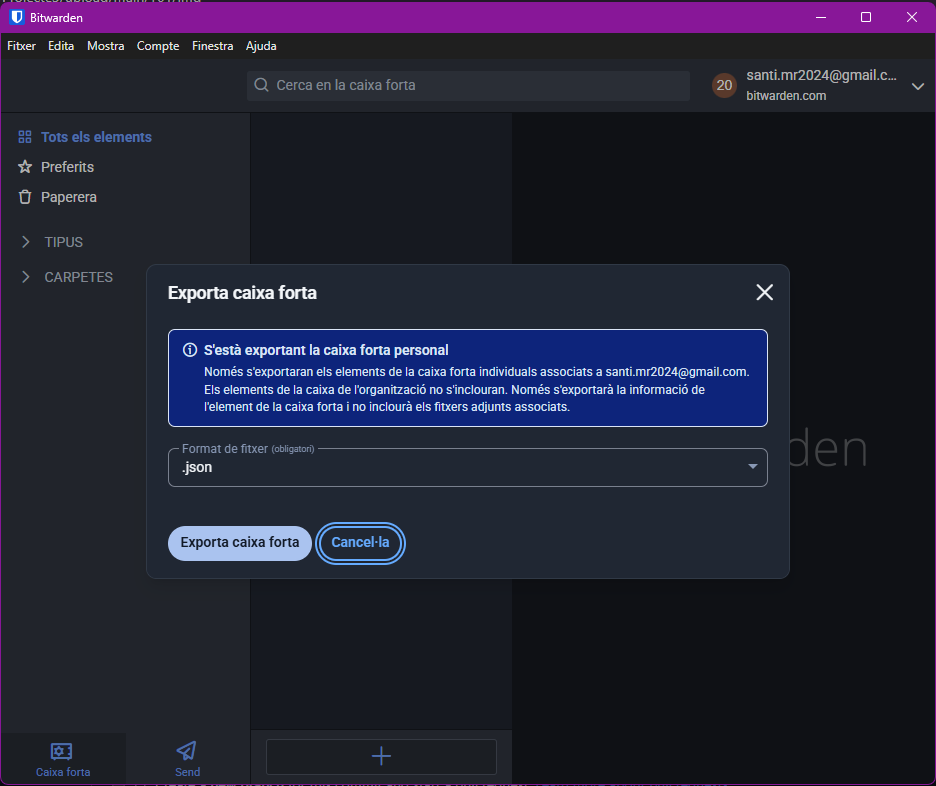 Bitwarden
Fitxer Edita Mostra Compte Finestra Ajuda
Cerca en la caixa forta
20
santi.mr2024@gmail.c...
bitwarden.com
Tots els elements
Preferits
Paperera
TIPUS
CARPETES
Exporta caixa forta
S'està exportant la caixa forta personal
Només s'exportaran els elements de la caixa forta individuals associats a santi.mr2024@gmail.com.
Els elements de la caixa de l'organització no s'inclouran. Només s'exportarà la informació de
l'element de la caixa forta i no inclourà els fitxers adjunts associats.
Format de fitxer (obligatori)
.json
rden
Exporta caixa forta
Cancel·la
Caixa forta
Send